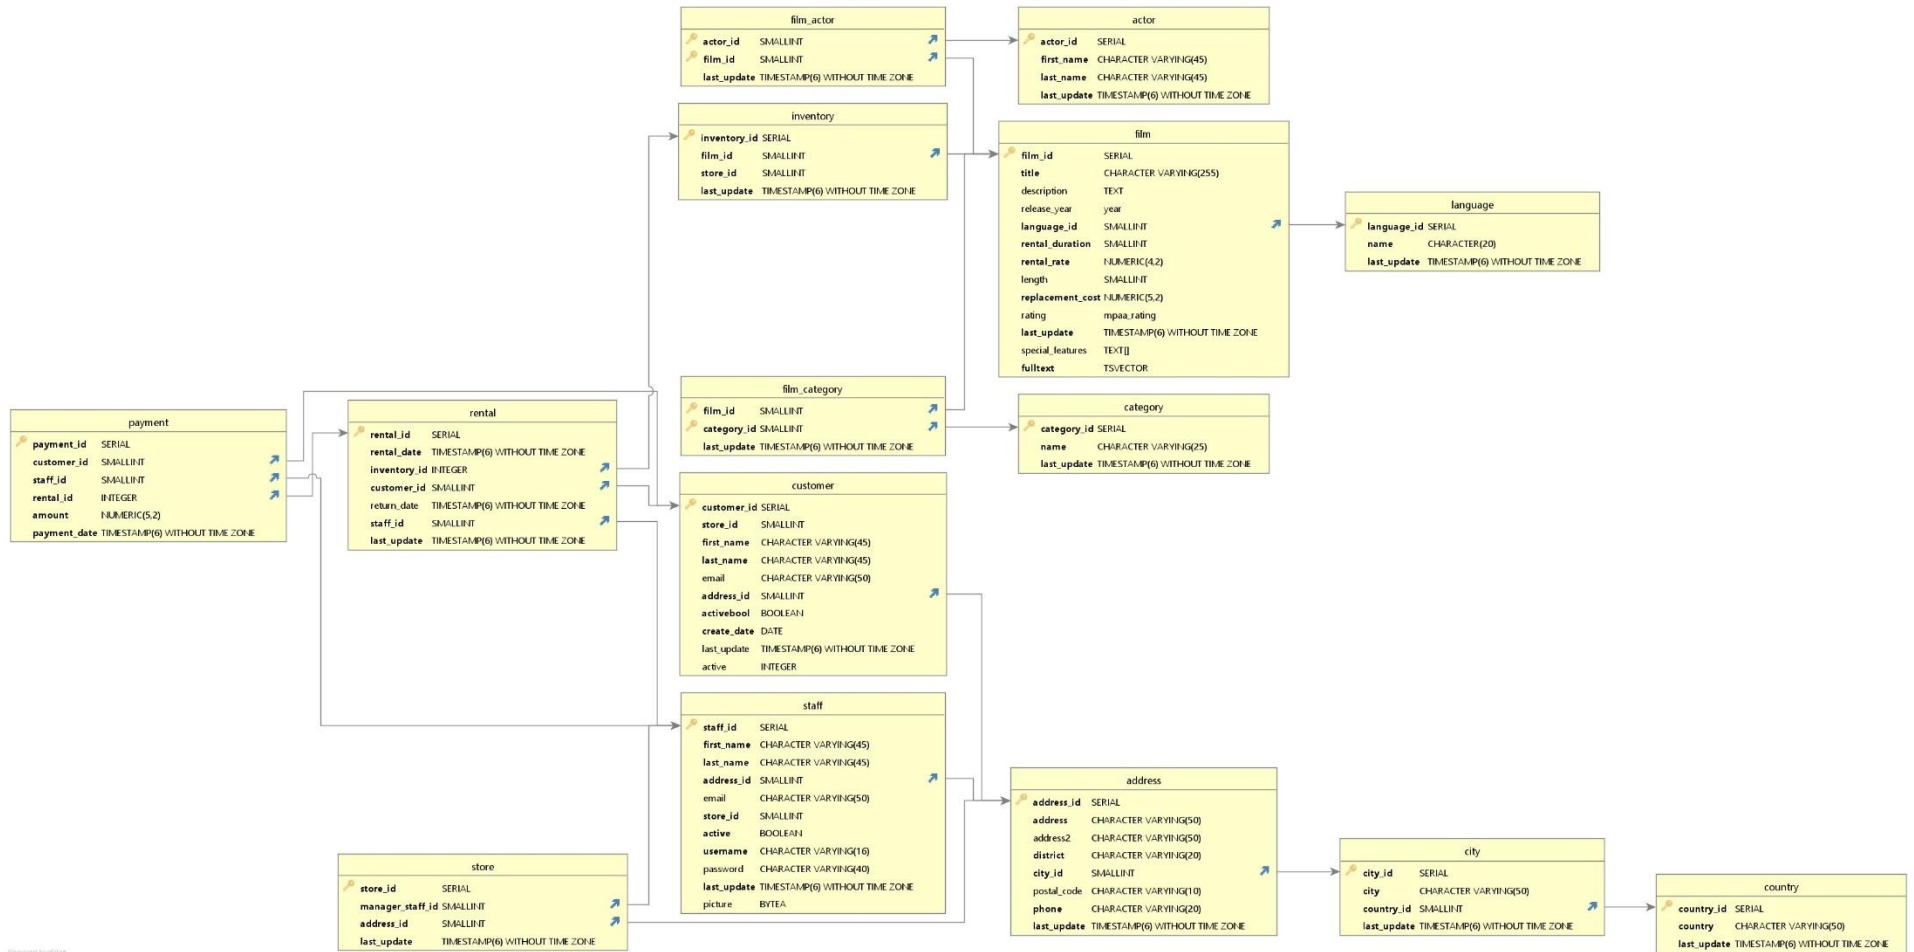 film_actor
actor_id SMALLINT
film_id SMALLINT
last_update TIMESTAMP(6) WITHOUT TIME ZONE
actor
actor_id SERIAL
first_name CHARACTER VARYING(45)
last_name CHARACTER VARYING(45)
last_update TIMESTAMP(6) WITHOUT TIME ZONE
inventory
inventory_id SERIAL
film_id SMALLINT
store_id SMALLINT
last_update TIMESTAMP(6) WITHOUT TIME ZONE
film
film_id SERIAL
title CHARACTER VARYING(255)
description TEXT
release_year year
language_id SMALLINT
rental_duration SMALLINT
rental_rate NUMERIC(4,2)
length SMALLINT
replacement_cost NUMERIC(5,2)
rating mpaa_rating
last_update TIMESTAMP(6) WITHOUT TIME ZONE
special_features TEXT[]
fulltext TSVECTOR
language
language_id SERIAL
name CHARACTER(20)
last_update TIMESTAMP(6) WITHOUT TIME ZONE
payment
payment_id SERIAL
customer_id SMALLINT
staff_id SMALLINT
rental_id INTEGER
amount NUMERIC(5,2)
payment_date TIMESTAMP(6) WITHOUT TIME ZONE
rental
rental_id SERIAL
rental_date TIMESTAMP(6) WITHOUT TIME ZONE
inventory_id INTEGER
customer_id SMALLINT
return_date TIMESTAMP(6) WITHOUT TIME ZONE
staff_id SMALLINT
last_update TIMESTAMP(6) WITHOUT TIME ZONE
film_category
film_id SMALLINT
category_id SMALLINT
last_update TIMESTAMP(6) WITHOUT TIME ZONE
category
category_id SERIAL
name CHARACTER VARYING(25)
last_update TIMESTAMP(6) WITHOUT TIME ZONE
customer
customer_id SERIAL
store_id SMALLINT
first_name CHARACTER VARYING(45)
last_name CHARACTER VARYING(45)
email CHARACTER VARYING(50)
address_id SMALLINT
activebool BOOLEAN
create_date DATE
last_update TIMESTAMP(6) WITHOUT TIME ZONE
active INTEGER
staff
staff_id SERIAL
first_name CHARACTER VARYING(45)
last_name CHARACTER VARYING(45)
address_id SMALLINT
email CHARACTER VARYING(50)
store_id SMALLINT
active BOOLEAN
username CHARACTER VARYING(16)
password CHARACTER VARYING(40)
last_update TIMESTAMP(6) WITHOUT TIME ZONE
picture BYTEA
store
store_id SERIAL
manager_staff_id SMALLINT
address_id SMALLINT
last_update TIMESTAMP(6) WITHOUT TIME ZONE
address
address_id SERIAL
address CHARACTER VARYING(50)
address2 CHARACTER VARYING(50)
district CHARACTER VARYING(20)
city_id SMALLINT
postal_code CHARACTER VARYING(10)
phone CHARACTER VARYING(20)
last_update TIMESTAMP(6) WITHOUT TIME ZONE
city
city_id SERIAL
city CHARACTER VARYING(50)
country_id SMALLINT
last_update TIMESTAMP(6) WITHOUT TIME ZONE
country
country_id SERIAL
country CHARACTER VARYING(50)
last_update TIMESTAMP(6) WITHOUT TIME ZONE